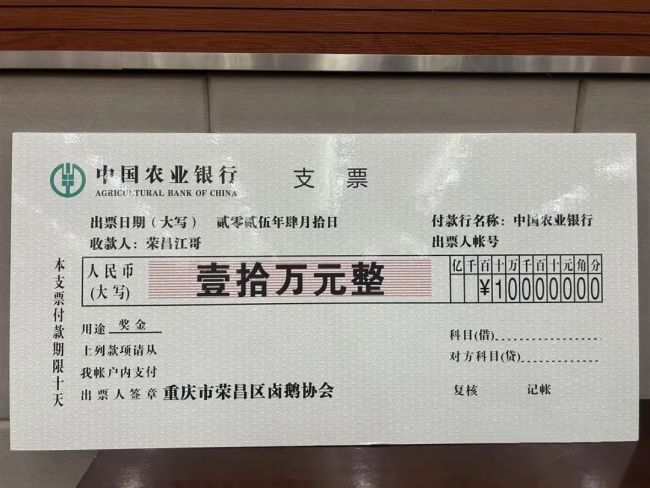 中国农业银行 支票
AGRICULTURAL BANK OF CHINA
出票日期（大写） 贰零贰伍年肆月拾日 付款行名称：中国农业银行
收款人：荣昌江哥 出票人帐号
本支票付款期限十天
人民币 壹拾万元整 亿千百十万千百十元角分
(大写) ¥10000000
用途 奖金 科目(借)
上列款项请从 对方科目(贷)
我帐户内支付
出票人签章 重庆市荣昌区卤鹅协会 复核 记帐